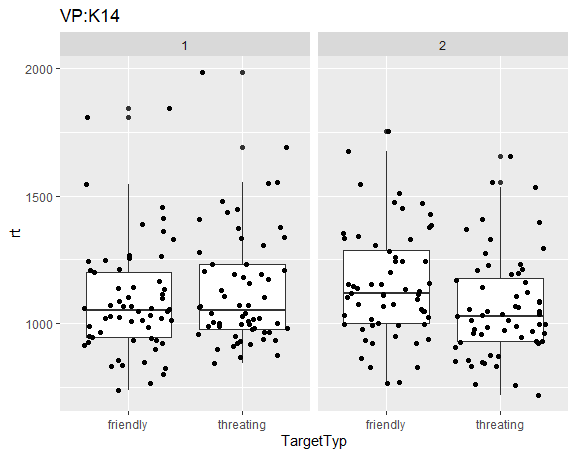 VP:K14
1 2
2000
1500
1000
rt
friendly threating friendly threating
TargetTyp